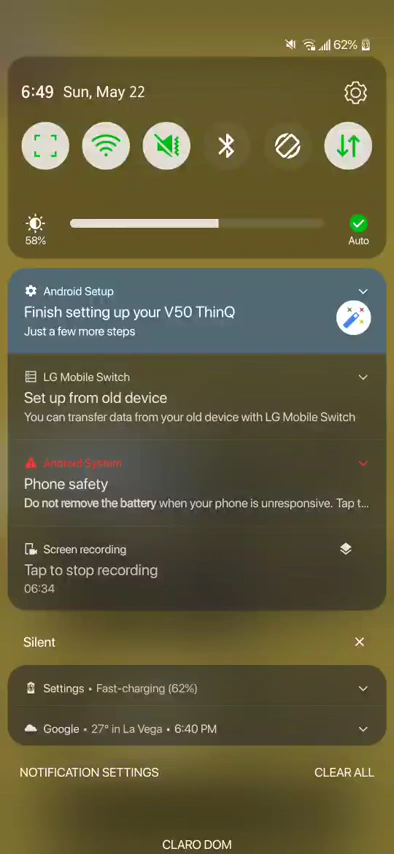 62%
6:49 Sun, May 22
58%
Auto
Android Setup
Finish setting up your V50 ThinQ
Just a few more steps
LG Mobile Switch
Set up from old device
You can transfer data from your old device with LG Mobile Switch
Android System
Phone safety
Do not remove the battery when your phone is unresponsive. Tap t...
Screen recording
Tap to stop recording
06:34
Silent
Settings • Fast-charging (62%)
Google • 27° in La Vega • 6:40 PM
NOTIFICATION SETTINGS
CLEAR ALL
CLARO DOM